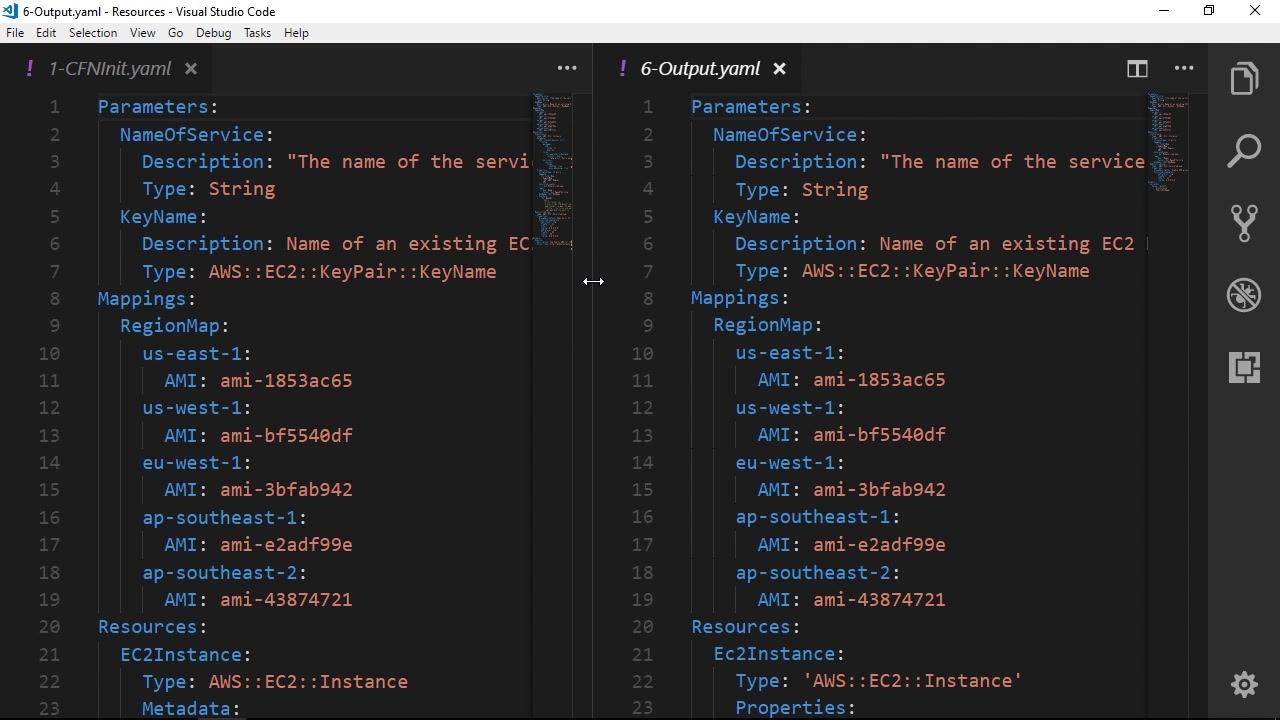 6-Output.yaml - Resources - Visual Studio Code
File Edit Selection View Go Debug Tasks Help
! 1-CFNInit.yaml
1 Parameters:
2 NameOfService:
3 Description: "The name of the servi
4 Type: String
5 KeyName:
6 Description: Name of an existing EC
7 Type: AWS::EC2::KeyPair::KeyName
8 Mappings:
9 RegionMap:
10 us-east-1:
11 AMI: ami-1853ac65
12 us-west-1:
13 AMI: ami-bf5540df
14 eu-west-1:
15 AMI: ami-3bfab942
16 ap-southeast-1:
17 AMI: ami-e2adf99e
18 ap-southeast-2:
19 AMI: ami-43874721
20 Resources:
21 EC2Instance:
22 Type: AWS::EC2::Instance
23 Metadata:
! 6-Output.yaml
1 Parameters:
2 NameOfService:
3 Description: "The name of the service
4 Type: String
5 KeyName:
6 Description: Name of an existing EC2
7 Type: AWS::EC2::KeyPair::KeyName
8 Mappings:
9 RegionMap:
10 us-east-1:
11 AMI: ami-1853ac65
12 us-west-1:
13 AMI: ami-bf5540df
14 eu-west-1:
15 AMI: ami-3bfab942
16 ap-southeast-1:
17 AMI: ami-e2adf99e
18 ap-southeast-2:
19 AMI: ami-43874721
20 Resources:
21 Ec2Instance:
22 Type: 'AWS::EC2::Instance'
23 Properties: